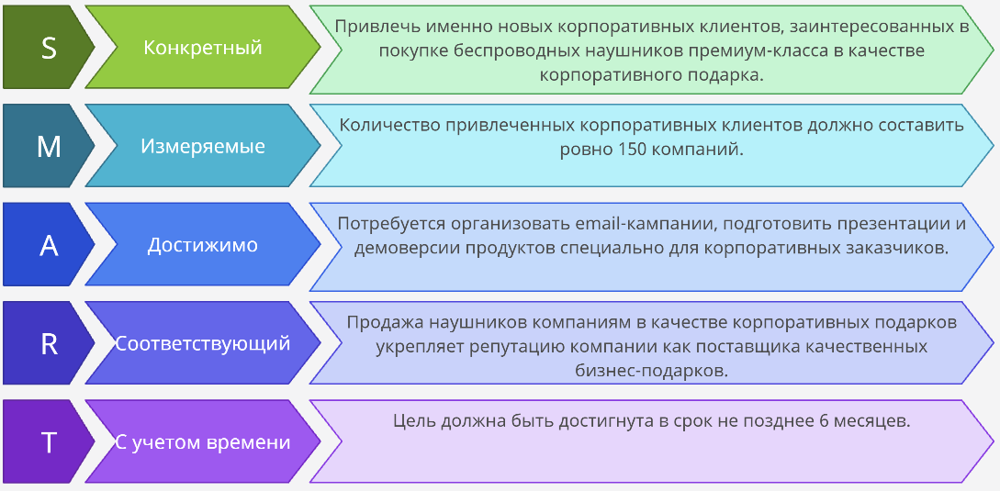 S
Конкретный
Привлечь именно новых корпоративных клиентов, заинтересованных в
покупке беспроводных наушников премиум-класса в качестве
корпоративного подарка.
M
Измеряемые
Количество привлеченных корпоративных клиентов должно составить
ровно 150 компаний.
A
Достижимо
Потребуется организовать email-кампании, подготовить презентации и
демоверсии продуктов специально для корпоративных заказчиков.
R
Соответствующий
Продажа наушников компаниям в качестве корпоративных подарков
укрепляет репутацию компании как поставщика качественных
бизнес-подарков.
T
С учетом времени
Цель должна быть достигнута в срок не позднее 6 месяцев.